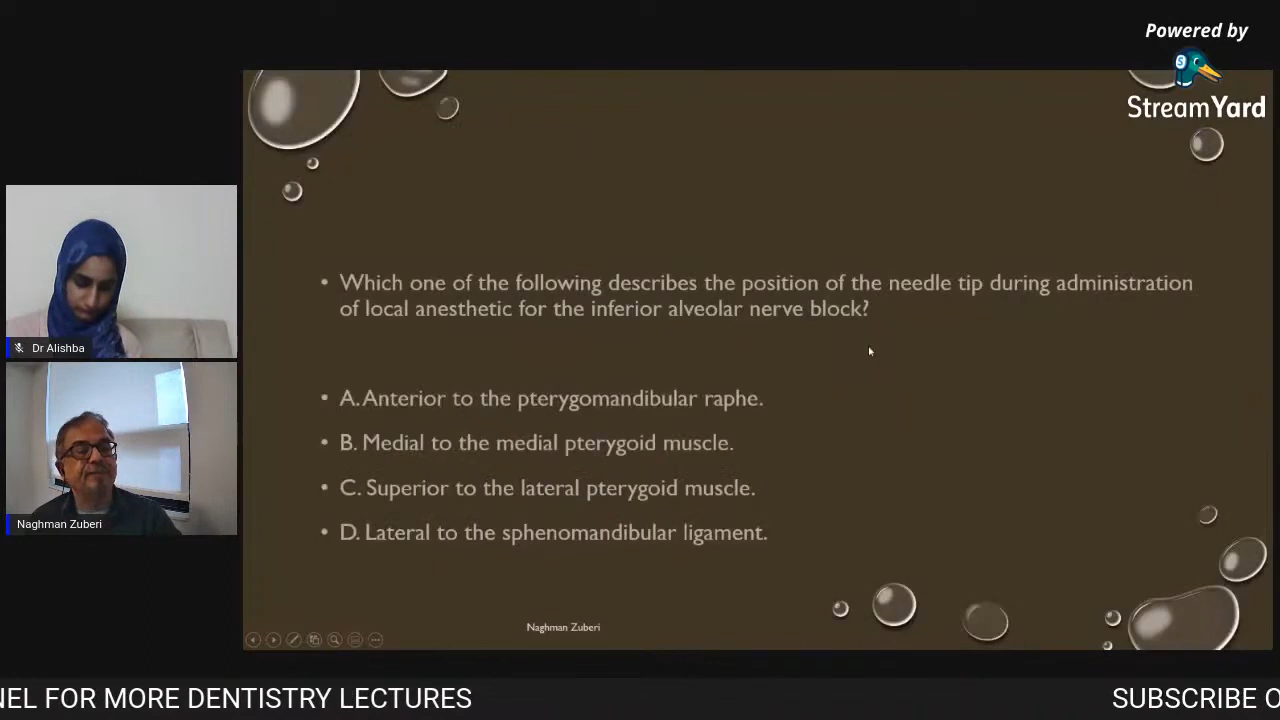 Powered by
StreamYard
• Which one of the following describes the position of the needle tip during administration
of local anesthetic for the inferior alveolar nerve block?
• A. Anterior to the pterygomandibular raphe.
• B. Medial to the medial pterygoid muscle.
• C. Superior to the lateral pterygoid muscle.
• D. Lateral to the sphenomandibular ligament.
Dr Alishba
Naghman Zuberi
Naghman Zuberi
NEL FOR MORE DENTISTRY LECTURES
SUBSCRIBE